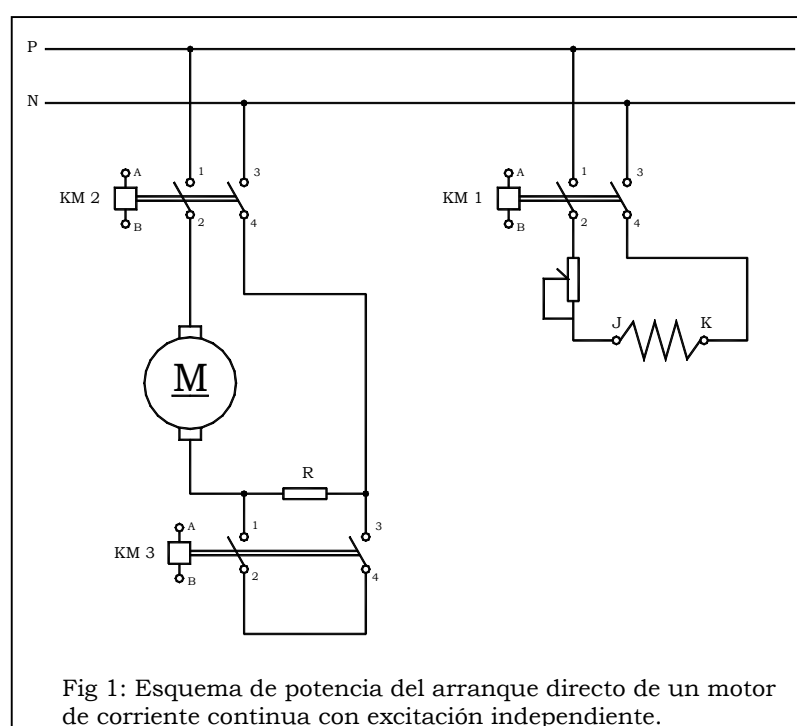 P
N
A
1
3
KM 2
B
2
4
A
1
3
KM 1
B
2
4
J
K
M
R
A
1
3
KM 3
B
2
4
Fig 1: Esquema de potencia del arranque directo de un motor
de corriente continua con excitación independiente.